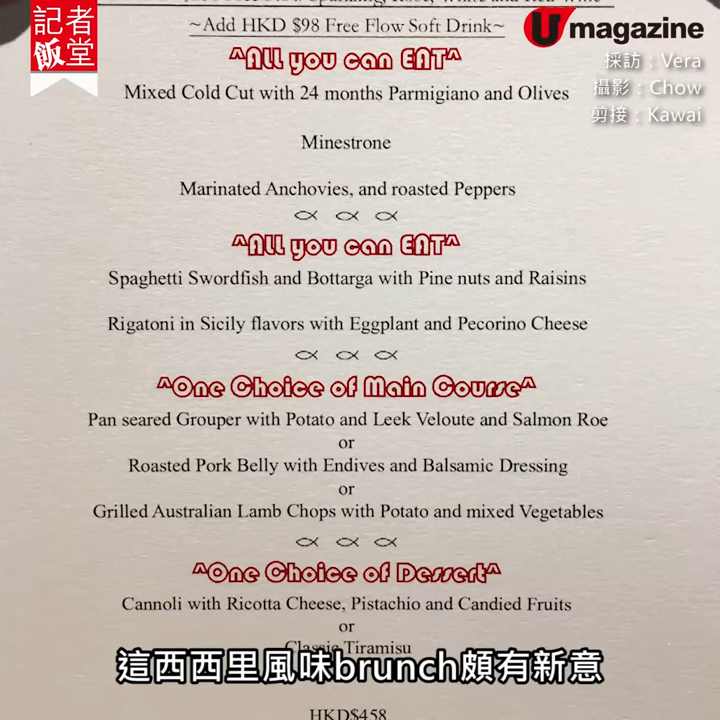 ~Add HKD $98 Free Flow Soft Drink~
記者
飯堂
U magazine
採訪：Vera
攝影：Chow
剪接：Kawai
^ALL you can EAT^
Mixed Cold Cut with 24 months Parmigiano and Olives
Minestrone
Marinated Anchovies, and roasted Peppers
^ALL you can EAT^
Spaghetti Swordfish and Bottarga with Pine nuts and Raisins
Rigatoni in Sicily flavors with Eggplant and Pecorino Cheese
^One Choice of Main Course^
Pan seared Grouper with Potato and Leek Veloute and Salmon Roe
or
Roasted Pork Belly with Endives and Balsamic Dressing
or
Grilled Australian Lamb Chops with Potato and mixed Vegetables
^One Choice of Dessert^
Cannoli with Ricotta Cheese, Pistachio and Candied Fruits
or
Classic Tiramisu
這西西里風味brunch頗有新意
HKD$458